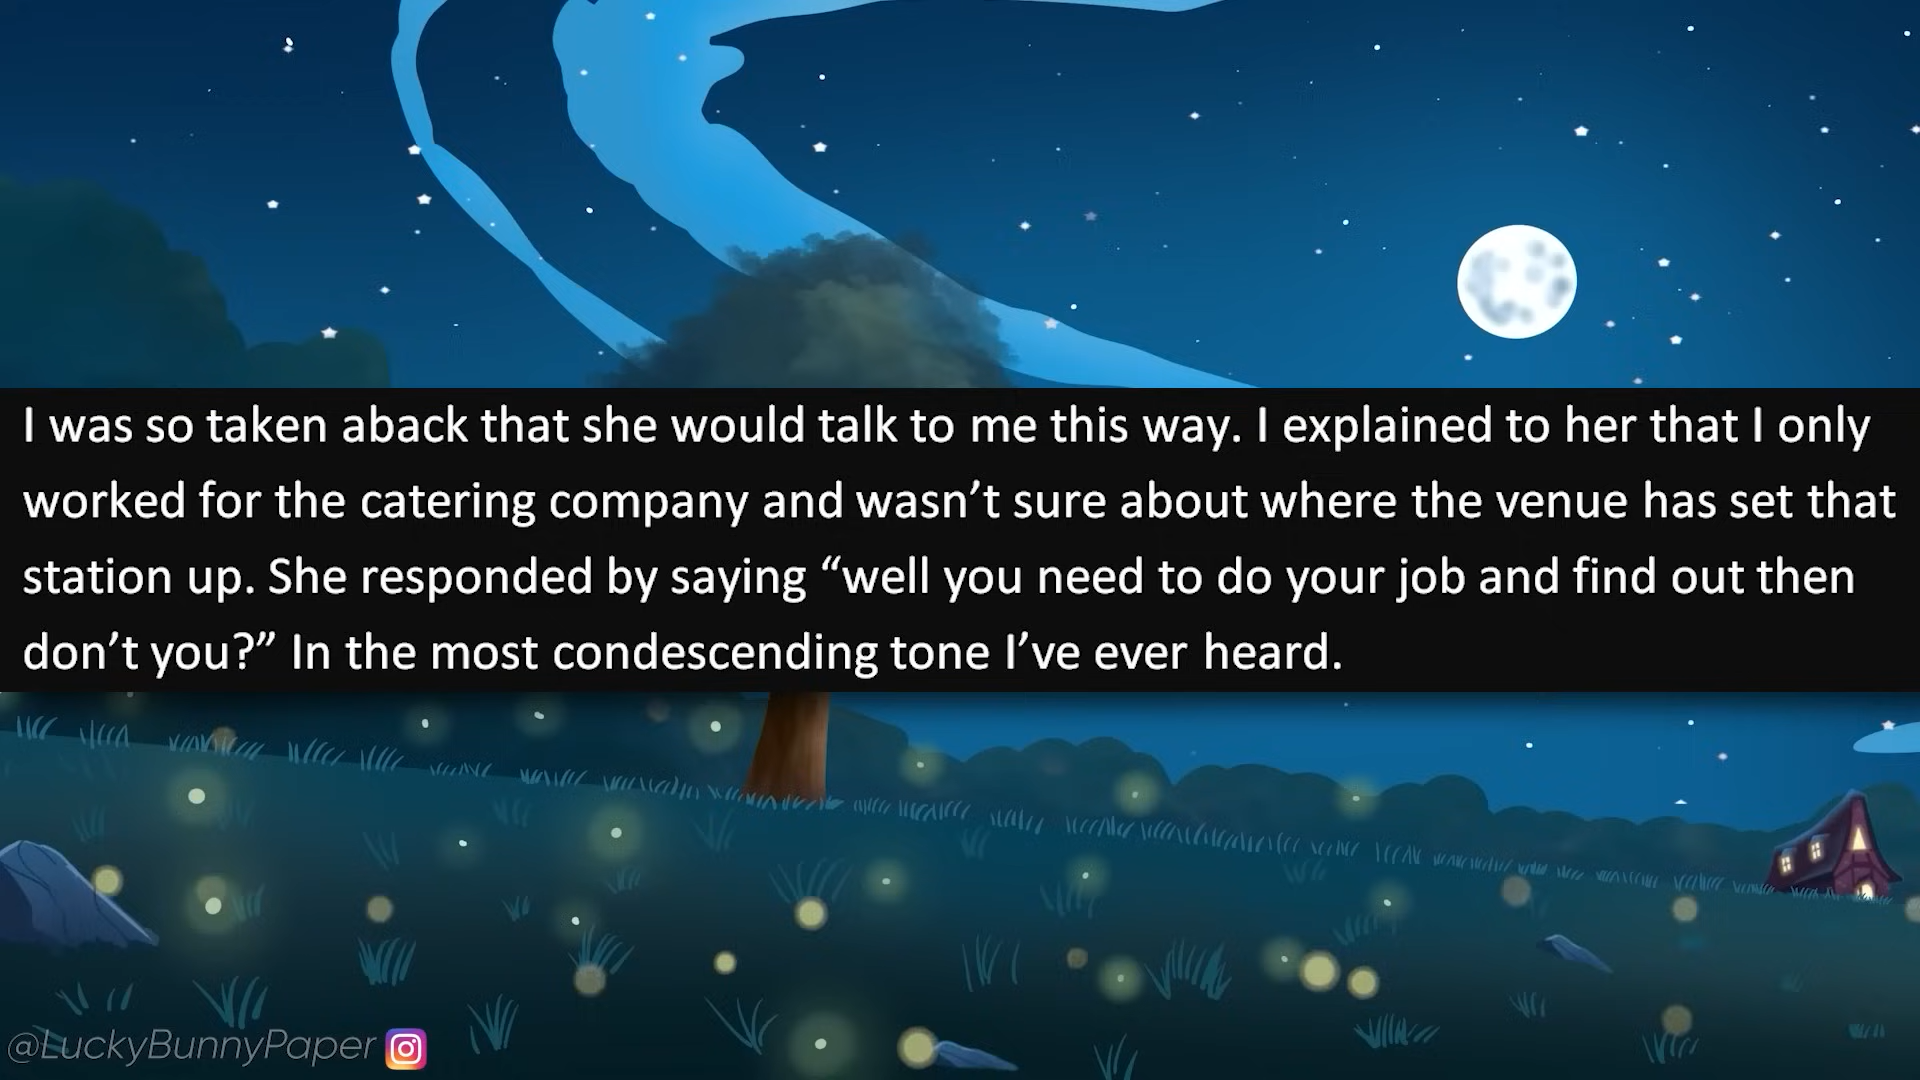 I was so taken aback that she would talk to me this way. I explained to her that I only
worked for the catering company and wasn’t sure about where the venue has set that
station up. She responded by saying “well you need to do your job and find out then
don’t you?” In the most condescending tone I’ve ever heard.
@LuckyBunnyPaper